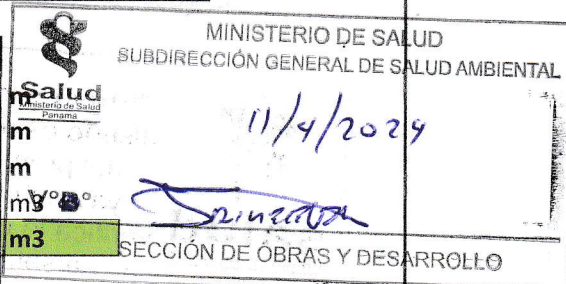 MINISTERIO DE SALUD
SUBDIRECCIÓN GENERAL DE SALUD AMBIENTAL
Salud
Ministerio de Salud
Panamá
11/4/2024
m
m
m
m3
V°B°
m3
SECCIÓN DE OBRAS Y DESARROLLO